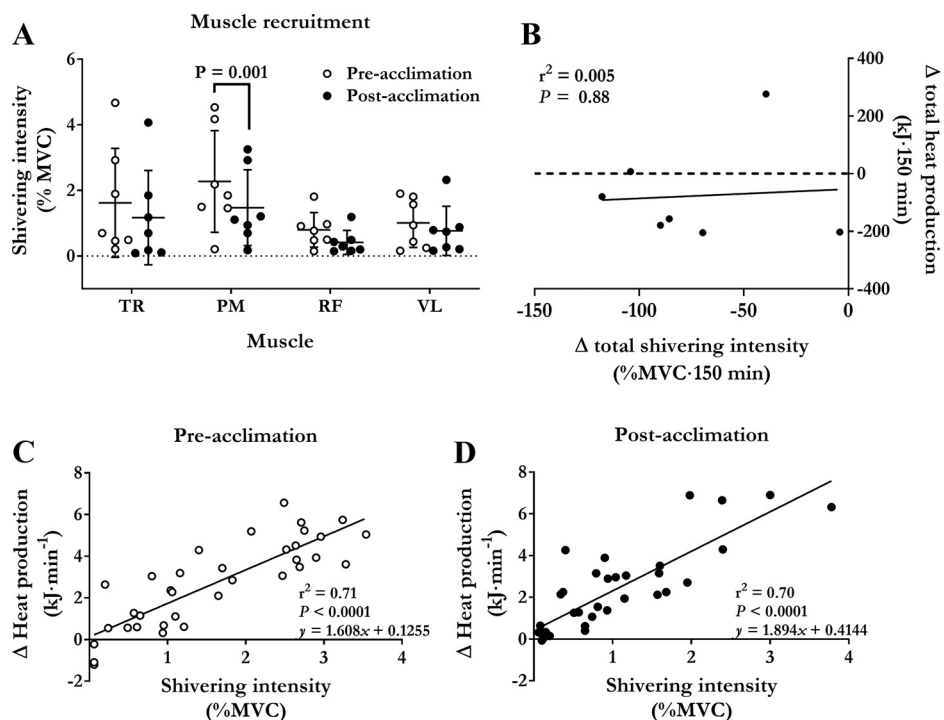 A
Muscle recruitment
P = 0.001
Pre-acclimation
Post-acclimation
Shivering intensity
(% MVC)
6
4
2
0
TR PM RF VL
Muscle
B
r² = 0.005
P = 0.88
400
200
0
-200
-400
Δ total heat production
(kJ·150 min)
-150 -100 -50 0
Δ total shivering intensity
(%MVC·150 min)
C
Pre-acclimation
Δ Heat production
(kJ·min⁻¹)
8
6
4
2
0
-2
r² = 0.71
P < 0.0001
y = 1.608x + 0.1255
1 2 3 4
Shivering intensity
(%MVC)
D
Post-acclimation
Δ Heat production
(kJ·min⁻¹)
8
6
4
2
0
-2
r² = 0.70
P < 0.0001
y = 1.894x + 0.4144
1 2 3 4
Shivering intensity
(%MVC)